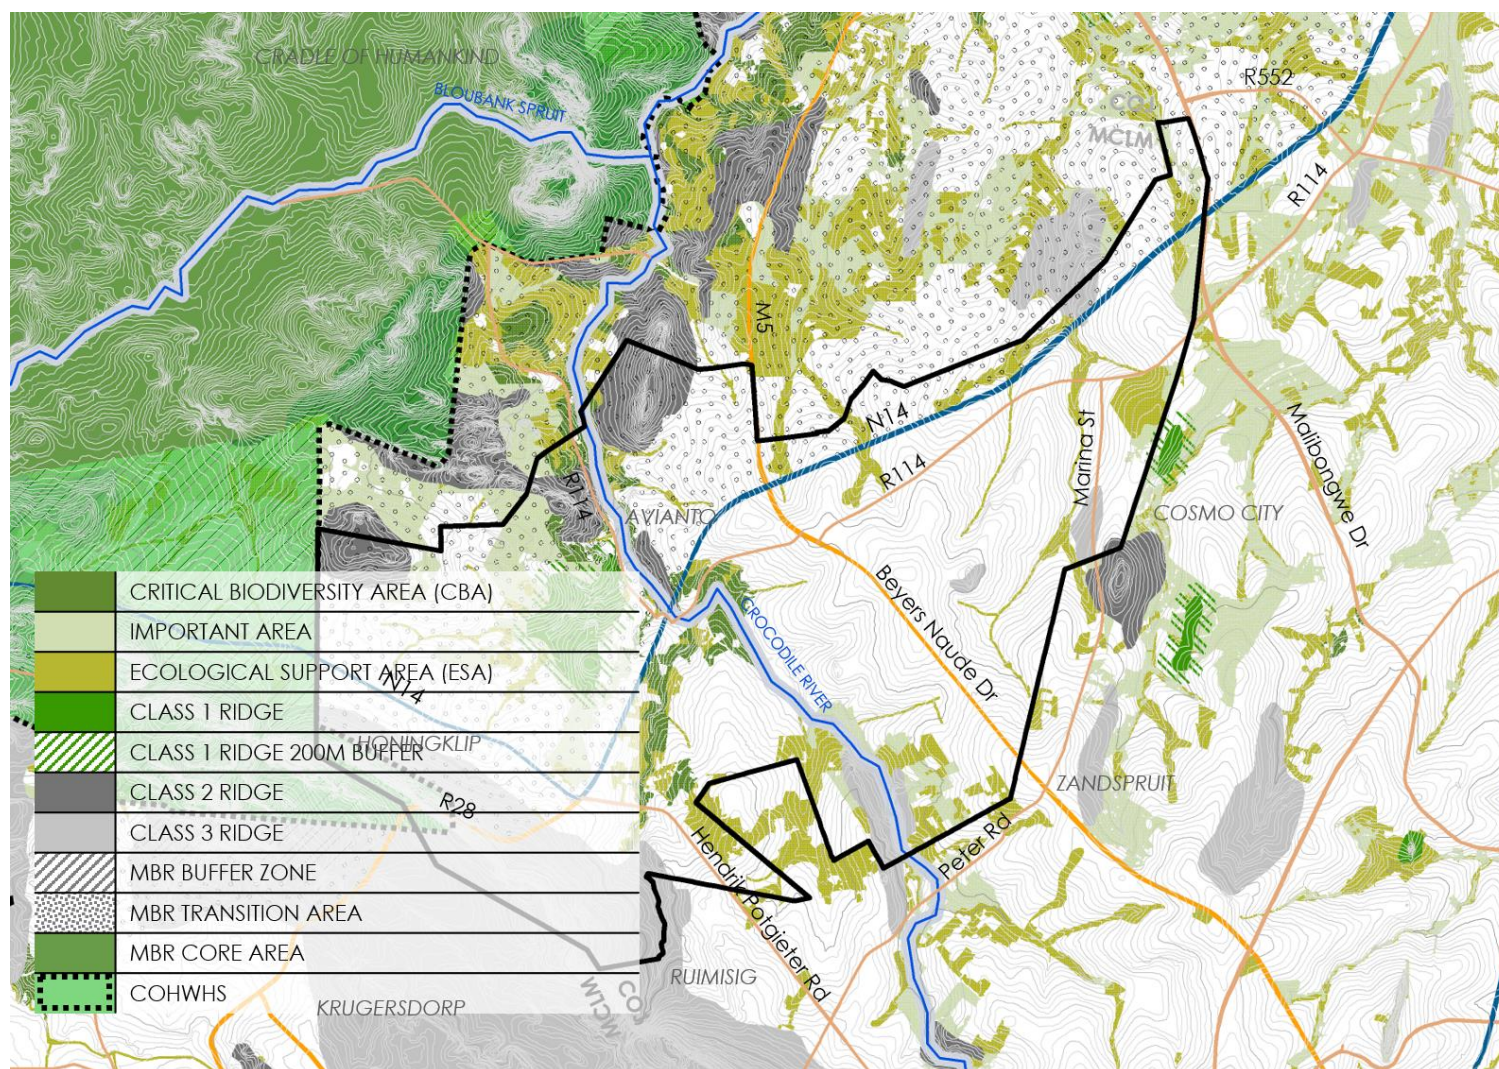 CRADLE OF HUMANKIND
BLOUBANK SPRUIT
R552
COJ
MCLM
R114
M5
N14
R114
Marina St
Malibongwe Dr
R114
AVIANTO
COSMO CITY
Beyers Naude Dr
CROCODILE RIVER
CRITICAL BIODIVERSITY AREA (CBA)
IMPORTANT AREA
ECOLOGICAL SUPPORT AREA (ESA)
N14
CLASS 1 RIDGE
HONINGKLIP
CLASS 1 RIDGE 200M BUFFER
CLASS 2 RIDGE
R28
CLASS 3 RIDGE
MBR BUFFER ZONE
MBR TRANSITION AREA
MBR CORE AREA
COHWHS
ZANDSPRUIT
Peter Rd
Hendrik Potgieter Rd
RUIMISIG
KRUGERSDORP
COJ
MCLM